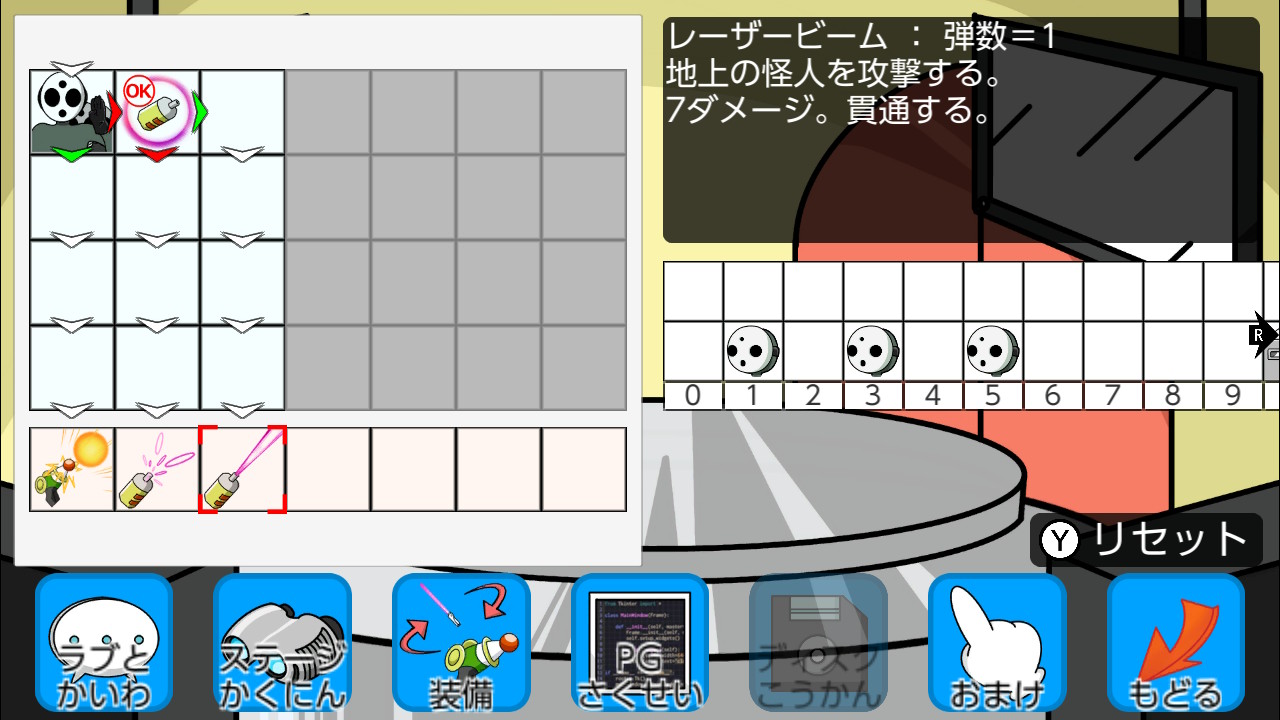 レーザービーム ： 弾数＝1
地上の怪人を攻撃する。
7ダメージ。貫通する。
OK
R
0 1 2 3 4 5 6 7 8 9
Y リセット
ラブと
かいわ
ステージ
かくにん
装備
PG
さくせい
ディスク
こうかん
おまけ
もどる